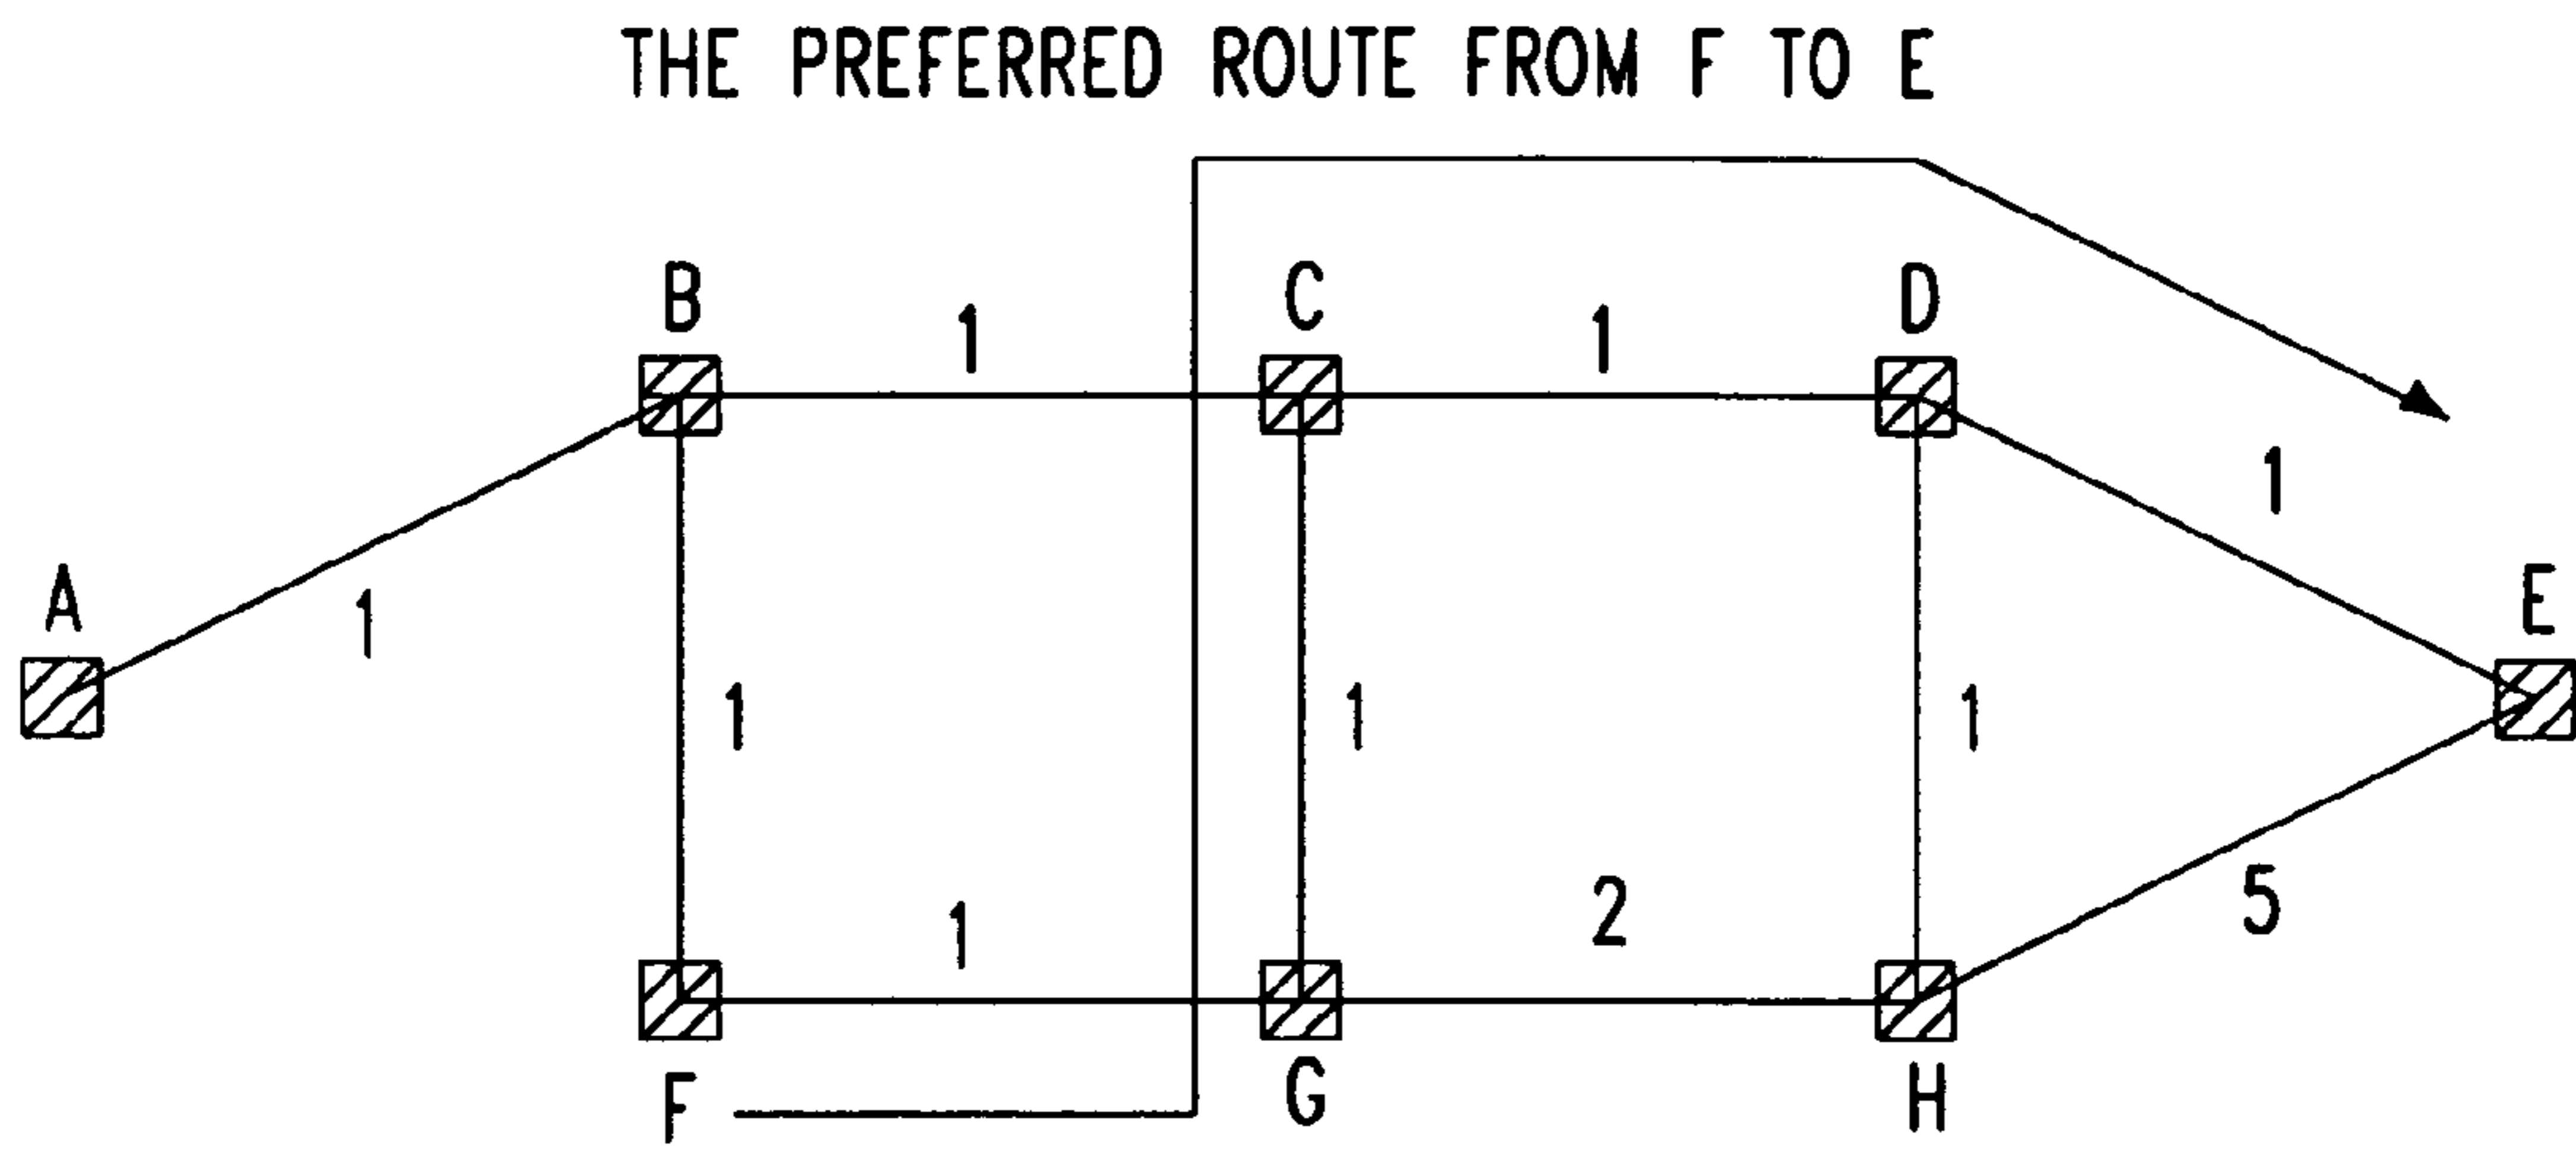 THE PREFERRED ROUTE FROM F TO E
B 1 C 1 D
1
A 1 E
1 1 1
1 2 5
F G H